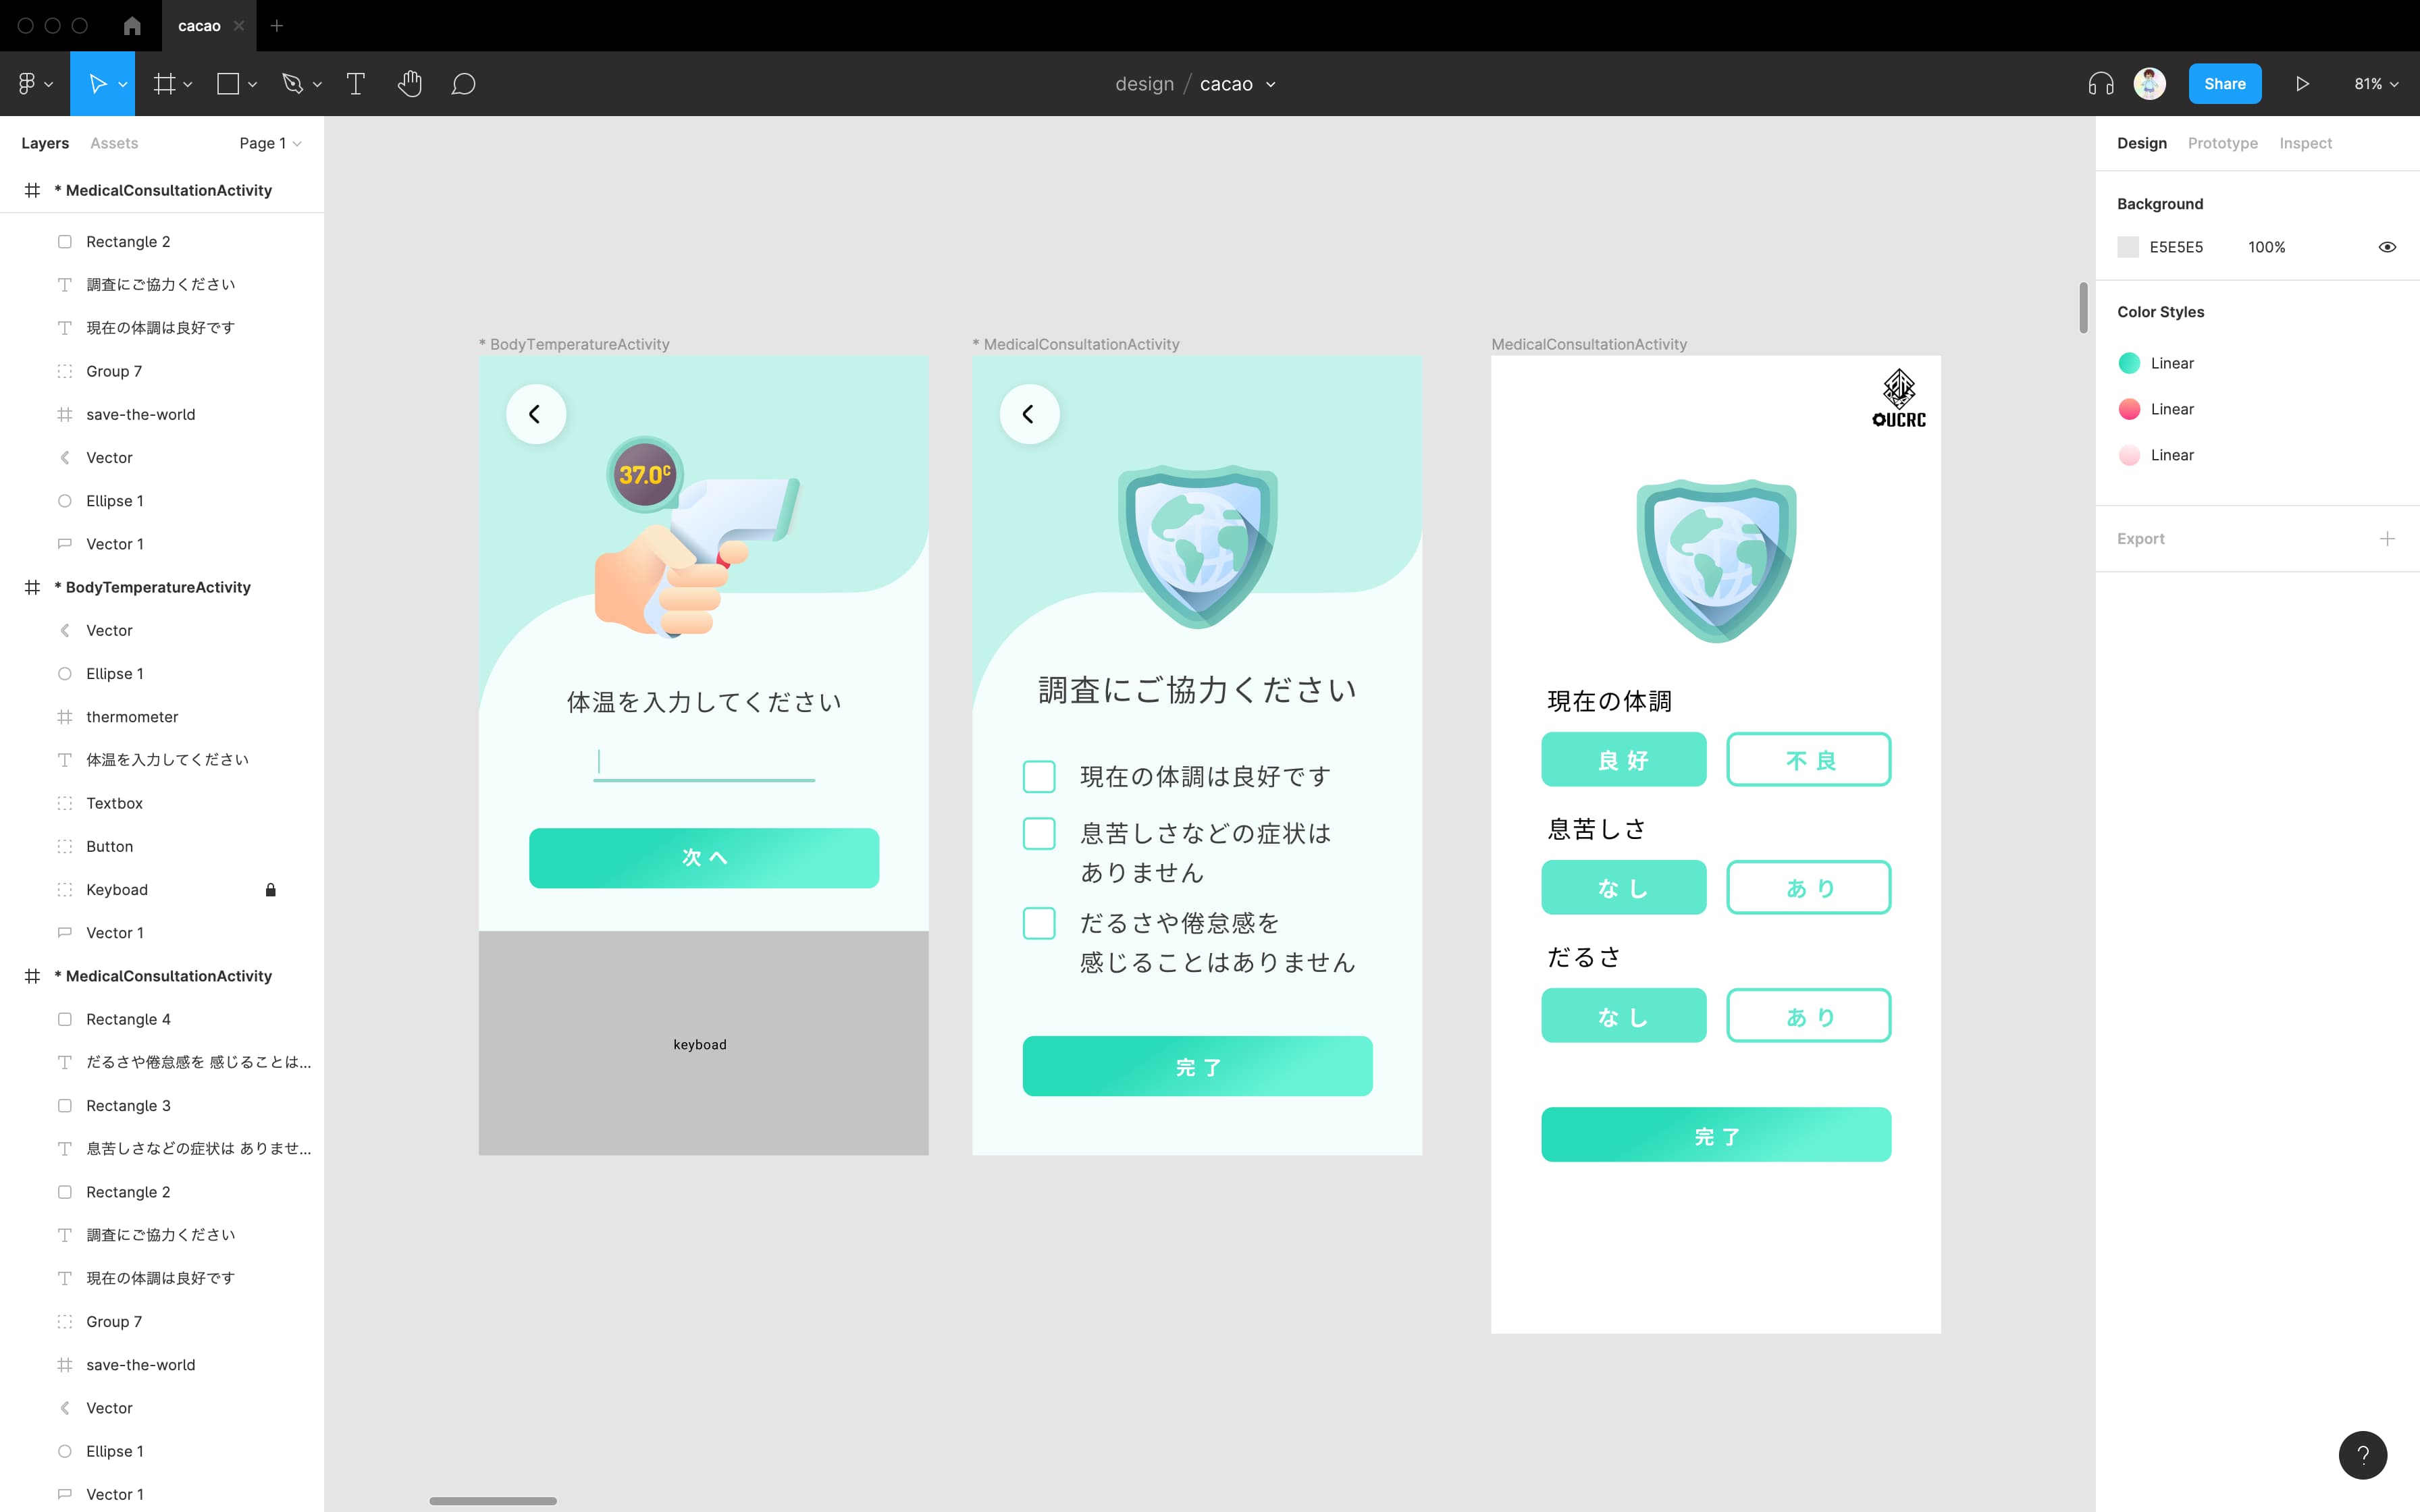 cacao
design / cacao
Share
81%
Layers
Assets
Page 1
* MedicalConsultationActivity
Rectangle 2
調査にご協力ください
現在の体調は良好です
Group 7
save-the-world
Vector
Ellipse 1
Vector 1
* BodyTemperatureActivity
Vector
Ellipse 1
thermometer
体温を入力してください
Textbox
Button
Keyboad
Vector 1
* MedicalConsultationActivity
Rectangle 4
だるさや倦怠感を 感じることは...
Rectangle 3
息苦しさなどの症状は ありませ...
Rectangle 2
調査にご協力ください
現在の体調は良好です
Group 7
save-the-world
Vector
Ellipse 1
Vector 1
* BodyTemperatureActivity
37.0c
体温を入力してください
次へ
keyboad
* MedicalConsultationActivity
調査にご協力ください
現在の体調は良好です
息苦しさなどの症状は
ありません
だるさや倦怠感を
感じることはありません
完了
MedicalConsultationActivity
OUCRC
現在の体調
良好
不良
息苦しさ
なし
あり
だるさ
なし
あり
完了
Design
Prototype
Inspect
Background
E5E5E5
100%
Color Styles
Linear
Linear
Linear
Export
?